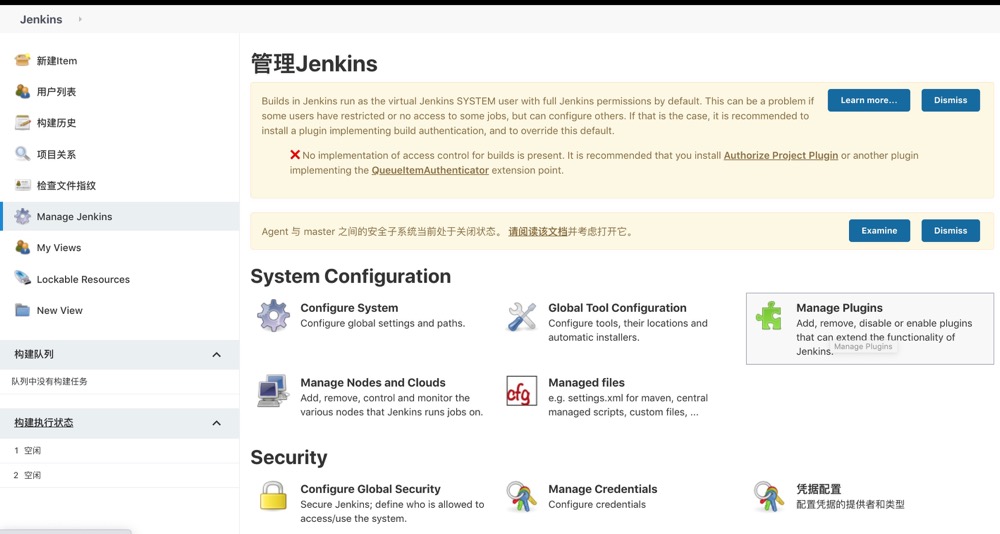 Jenkins
新建Item
用户列表
构建历史
项目关系
检查文件指纹
Manage Jenkins
My Views
Lockable Resources
New View
构建队列
队列中没有构建任务
构建执行状态
1 空闲
2 空闲
管理Jenkins
Builds in Jenkins run as the virtual Jenkins SYSTEM user with full Jenkins permissions by default. This can be a problem if
some users have restricted or no access to some jobs, but can configure others. If that is the case, it is recommended to
install a plugin implementing build authentication, and to override this default.
Learn more...
Dismiss
No implementation of access control for builds is present. It is recommended that you install Authorize Project Plugin or another plugin
implementing the QueueItemAuthenticator extension point.
Agent 与 master 之间的安全子系统当前处于关闭状态。 请阅读该文档并考虑打开它。
Examine
Dismiss
System Configuration
Configure System
Configure global settings and paths.
Global Tool Configuration
Configure tools, their locations and
automatic installers.
Manage Plugins
Add, remove, disable or enable plugins
that can extend the functionality of
Jenkins.
Manage Plugins
Manage Nodes and Clouds
Add, remove, control and monitor the
various nodes that Jenkins runs jobs on.
cfg
Managed files
e.g. settings.xml for maven, central
managed scripts, custom files, ...
Security
Configure Global Security
Secure Jenkins; define who is allowed to
access/use the system.
Manage Credentials
Configure credentials
凭据配置
配置凭据的提供者和类型